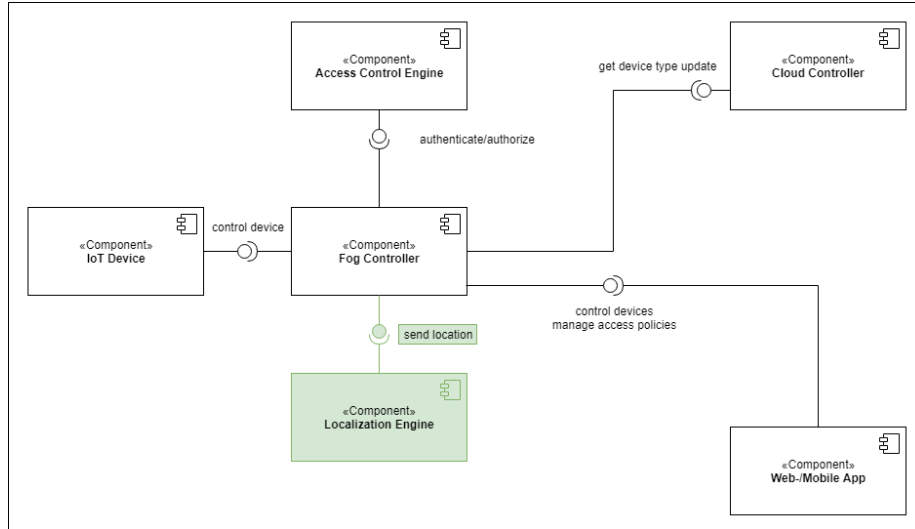 «Component»
Access Control Engine
get device type update
«Component»
Cloud Controller
authenticate/authorize
«Component»
IoT Device
control device
«Component»
Fog Controller
control devices
manage access policies
send location
«Component»
Localization Engine
«Component»
Web-/Mobile App